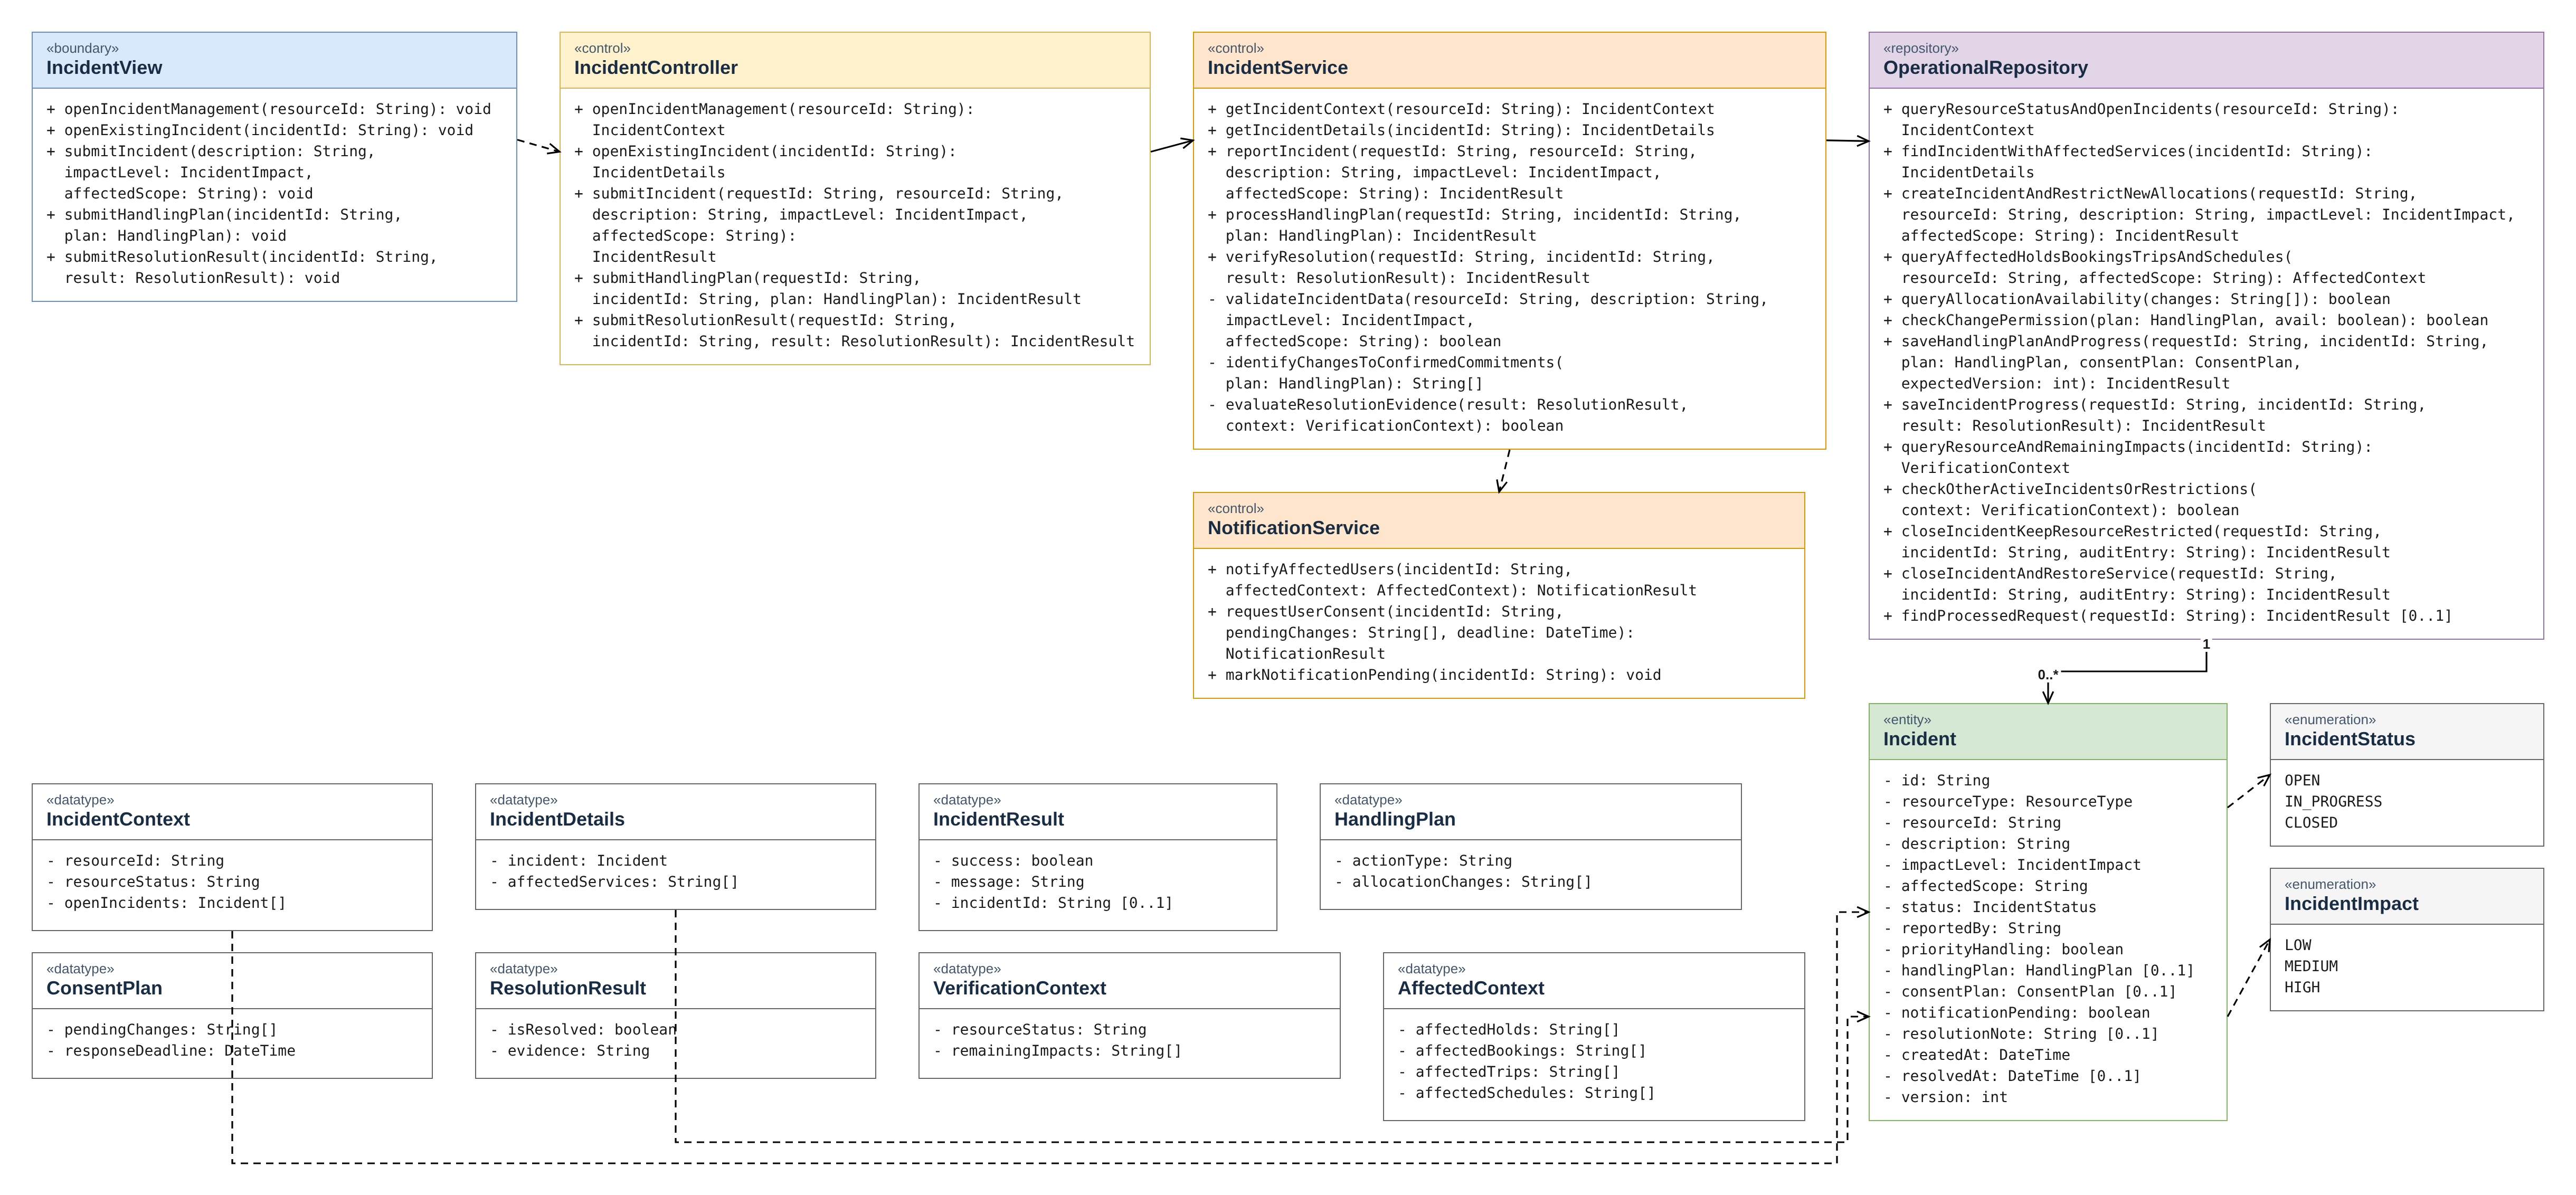 «boundary»
IncidentView
+ openIncidentManagement(resourceId: String): void
+ openExistingIncident(incidentId: String): void
+ submitIncident(description: String,
impactLevel: IncidentImpact,
affectedScope: String): void
+ submitHandlingPlan(incidentId: String,
plan: HandlingPlan): void
+ submitResolutionResult(incidentId: String,
result: ResolutionResult): void
«control»
IncidentController
+ openIncidentManagement(resourceId: String):
IncidentContext
+ openExistingIncident(incidentId: String):
IncidentDetails
+ submitIncident(requestId: String, resourceId: String,
description: String, impactLevel: IncidentImpact,
affectedScope: String):
IncidentResult
+ submitHandlingPlan(requestId: String,
incidentId: String, plan: HandlingPlan): IncidentResult
+ submitResolutionResult(requestId: String,
incidentId: String, result: ResolutionResult): IncidentResult
«control»
IncidentService
+ getIncidentContext(resourceId: String): IncidentContext
+ getIncidentDetails(incidentId: String): IncidentDetails
+ reportIncident(requestId: String, resourceId: String,
description: String, impactLevel: IncidentImpact,
affectedScope: String): IncidentResult
+ processHandlingPlan(requestId: String, incidentId: String,
plan: HandlingPlan): IncidentResult
+ verifyResolution(requestId: String, incidentId: String,
result: ResolutionResult): IncidentResult
- validateIncidentData(resourceId: String, description: String,
impactLevel: IncidentImpact,
affectedScope: String): boolean
- identifyChangesToConfirmedCommitments(
plan: HandlingPlan): String[]
- evaluateResolutionEvidence(result: ResolutionResult,
context: VerificationContext): boolean
«repository»
OperationalRepository
+ queryResourceStatusAndOpenIncidents(resourceId: String):
IncidentContext
+ findIncidentWithAffectedServices(incidentId: String):
IncidentDetails
+ createIncidentAndRestrictNewAllocations(requestId: String,
resourceId: String, description: String, impactLevel: IncidentImpact,
affectedScope: String): IncidentResult
+ queryAffectedHoldsBookingsTripsAndSchedules(
resourceId: String, affectedScope: String): AffectedContext
+ queryAllocationAvailability(changes: String[]): boolean
+ checkChangePermission(plan: HandlingPlan, avail: boolean): boolean
+ saveHandlingPlanAndProgress(requestId: String, incidentId: String,
plan: HandlingPlan, consentPlan: ConsentPlan,
expectedVersion: int): IncidentResult
+ saveIncidentProgress(requestId: String, incidentId: String,
result: ResolutionResult): IncidentResult
+ queryResourceAndRemainingImpacts(incidentId: String):
VerificationContext
+ checkOtherActiveIncidentsOrRestrictions(
context: VerificationContext): boolean
+ closeIncidentKeepResourceRestricted(requestId: String,
incidentId: String, auditEntry: String): IncidentResult
+ closeIncidentAndRestoreService(requestId: String,
incidentId: String, auditEntry: String): IncidentResult
+ findProcessedRequest(requestId: String): IncidentResult [0..1]
«control»
NotificationService
+ notifyAffectedUsers(incidentId: String,
affectedContext: AffectedContext): NotificationResult
+ requestUserConsent(incidentId: String,
pendingChanges: String[], deadline: DateTime):
NotificationResult
+ markNotificationPending(incidentId: String): void
1
0..*
«entity»
Incident
- id: String
- resourceType: ResourceType
- resourceId: String
- description: String
- impactLevel: IncidentImpact
- affectedScope: String
- status: IncidentStatus
- reportedBy: String
- priorityHandling: boolean
- handlingPlan: HandlingPlan [0..1]
- consentPlan: ConsentPlan [0..1]
- notificationPending: boolean
- resolutionNote: String [0..1]
- createdAt: DateTime
- resolvedAt: DateTime [0..1]
- version: int
«enumeration»
IncidentStatus
OPEN
IN_PROGRESS
CLOSED
«enumeration»
IncidentImpact
LOW
MEDIUM
HIGH
«datatype»
IncidentContext
- resourceId: String
- resourceStatus: String
- openIncidents: Incident[]
«datatype»
IncidentDetails
- incident: Incident
- affectedServices: String[]
«datatype»
IncidentResult
- success: boolean
- message: String
- incidentId: String [0..1]
«datatype»
HandlingPlan
- actionType: String
- allocationChanges: String[]
«datatype»
ConsentPlan
- pendingChanges: String[]
- responseDeadline: DateTime
«datatype»
ResolutionResult
- isResolved: boolean
- evidence: String
«datatype»
VerificationContext
- resourceStatus: String
- remainingImpacts: String[]
«datatype»
AffectedContext
- affectedHolds: String[]
- affectedBookings: String[]
- affectedTrips: String[]
- affectedSchedules: String[]